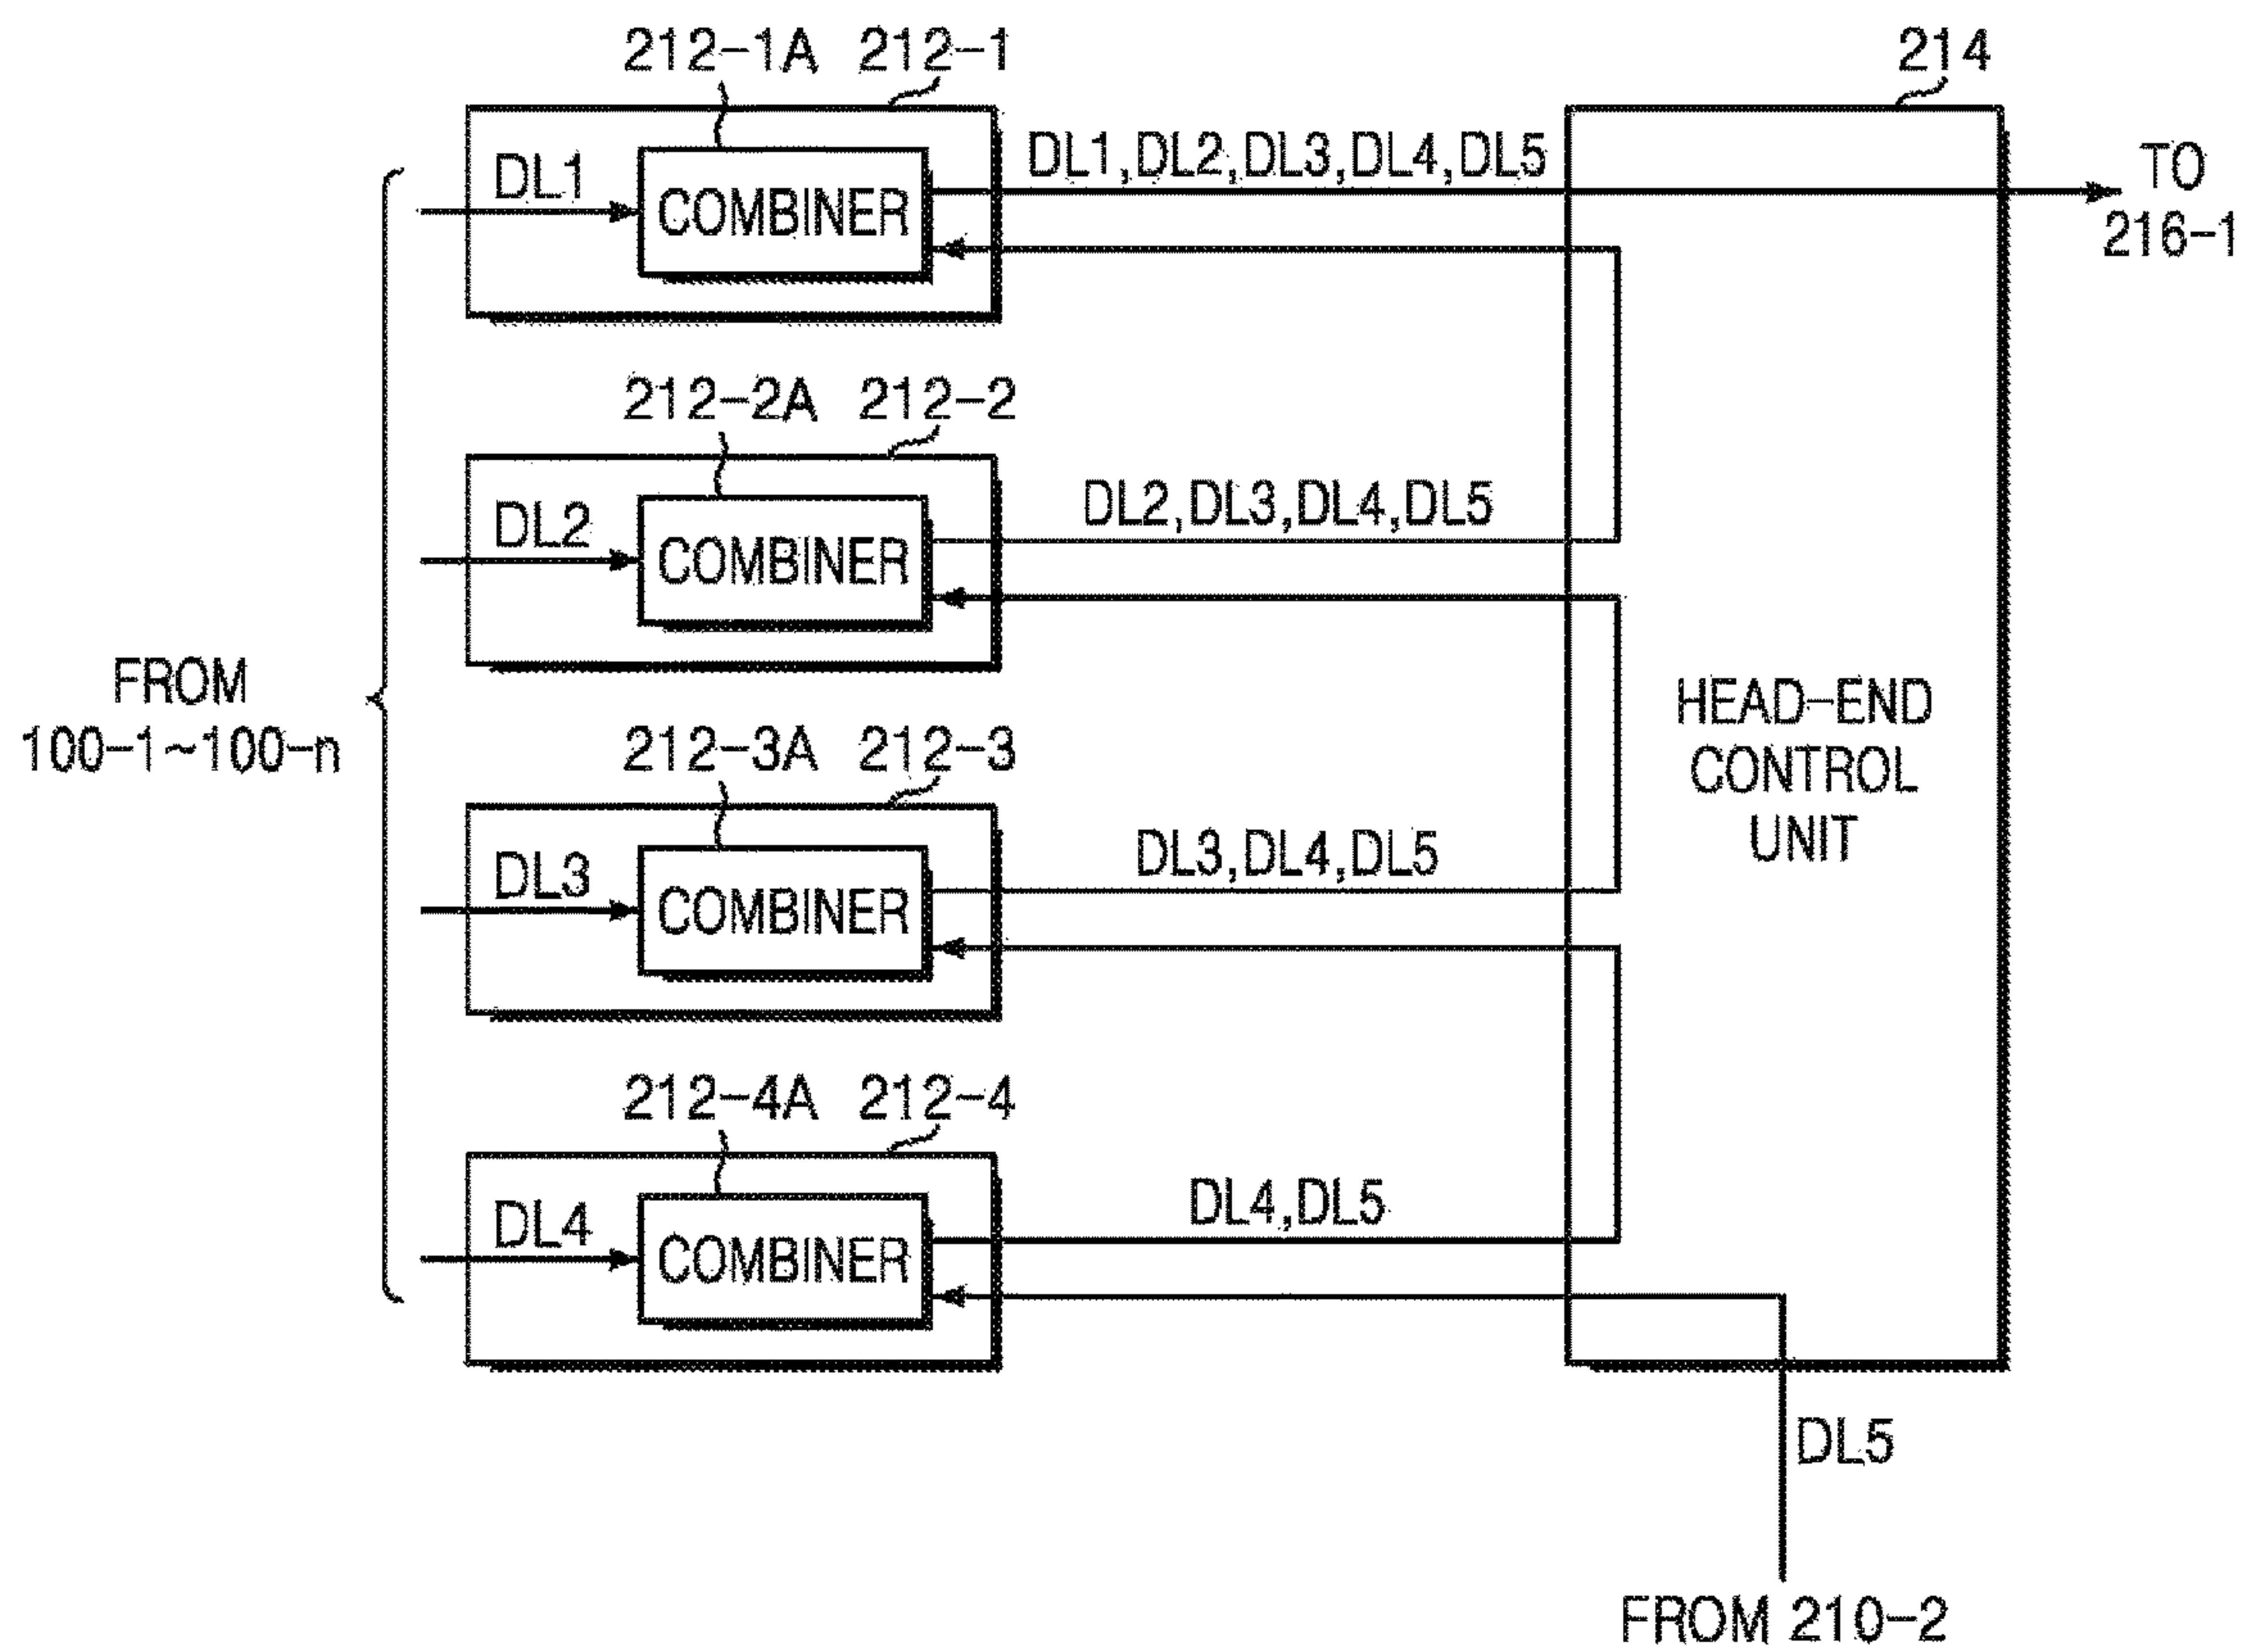 212-1A 212-1
214
DL1
COMBINER
DL1,DL2,DL3,DL4,DL5
TO
216-1
212-2A 212-2
DL2
COMBINER
DL2,DL3,DL4,DL5
FROM
100-1~100-n
HEAD-END
CONTROL
UNIT
212-3A 212-3
DL3
COMBINER
DL3,DL4,DL5
212-4A 212-4
DL4
COMBINER
DL4,DL5
DL5
FROM 210-2